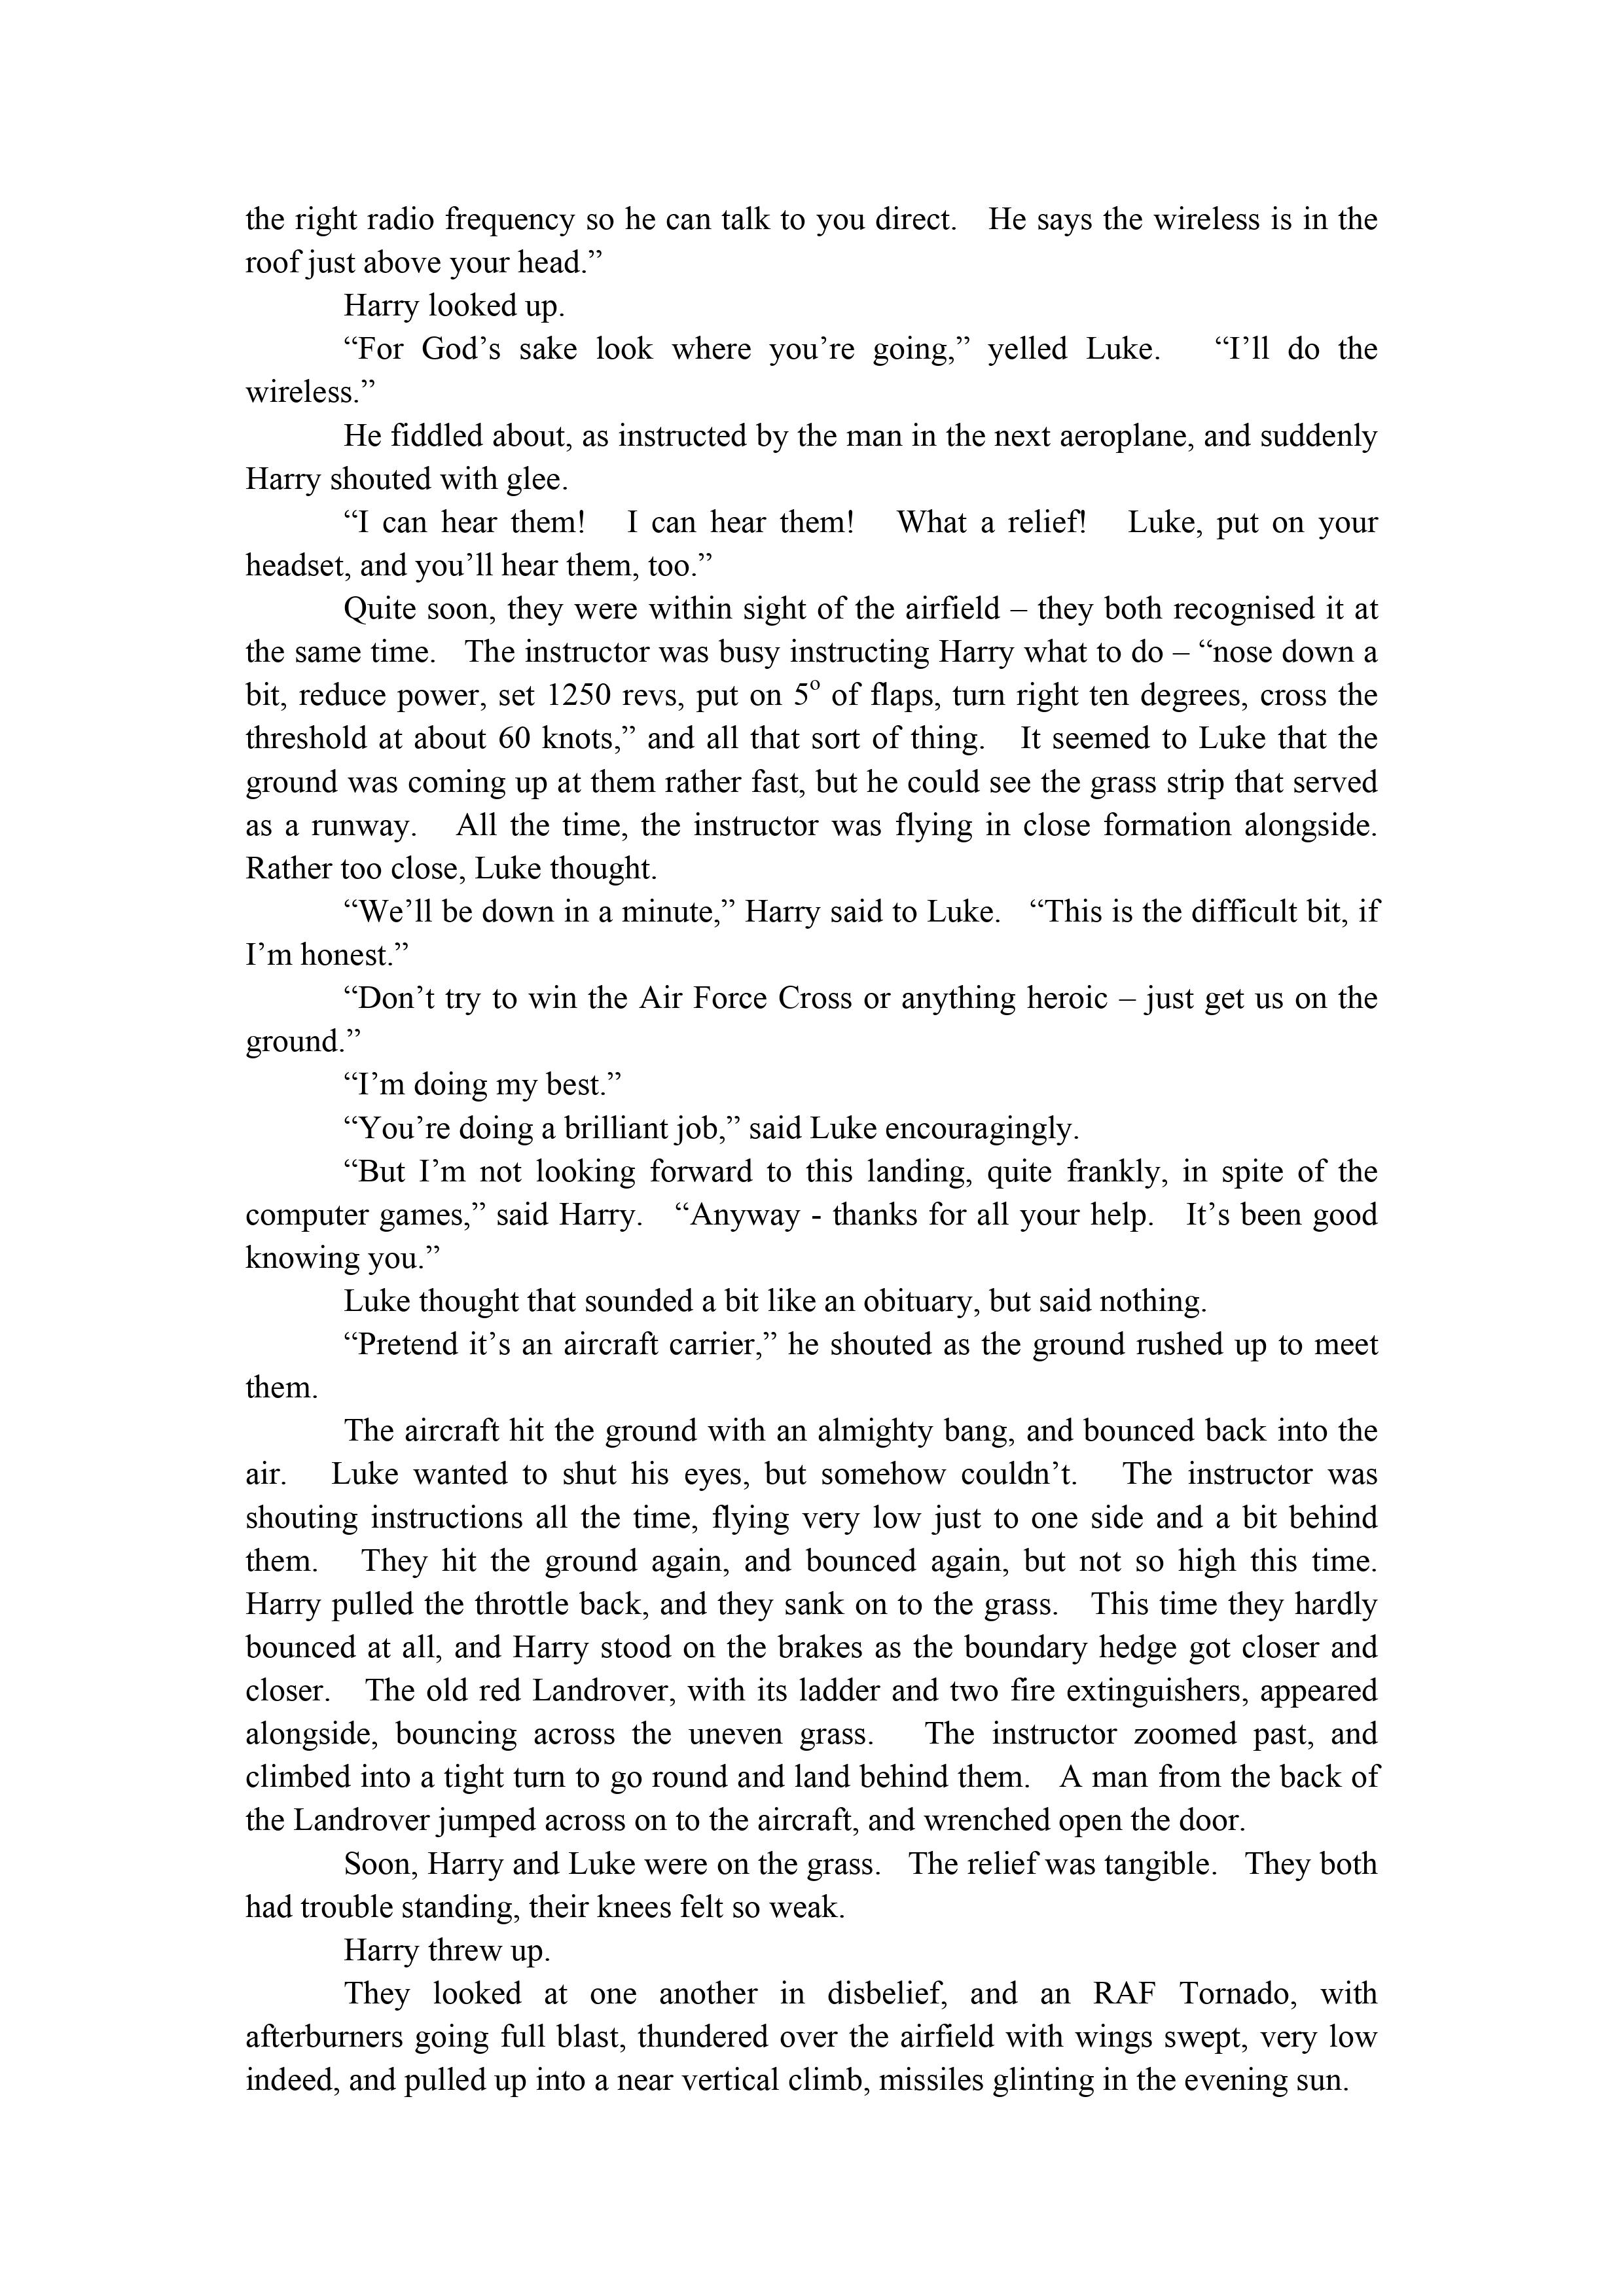 the right radio frequency so he can talk to you direct.   He says the wireless is in the
roof just above your head.”
Harry looked up.
“For God’s sake look where you’re going,” yelled Luke.   “I’ll do the
wireless.”
He fiddled about, as instructed by the man in the next aeroplane, and suddenly
Harry shouted with glee.
“I can hear them!   I can hear them!   What a relief!   Luke, put on your
headset, and you’ll hear them, too.”
Quite soon, they were within sight of the airfield – they both recognised it at
the same time.   The instructor was busy instructing Harry what to do – “nose down a
bit, reduce power, set 1250 revs, put on 5º of flaps, turn right ten degrees, cross the
threshold at about 60 knots,” and all that sort of thing.   It seemed to Luke that the
ground was coming up at them rather fast, but he could see the grass strip that served
as a runway.   All the time, the instructor was flying in close formation alongside.
Rather too close, Luke thought.
“We’ll be down in a minute,” Harry said to Luke.   “This is the difficult bit, if
I’m honest.”
“Don’t try to win the Air Force Cross or anything heroic – just get us on the
ground.”
“I’m doing my best.”
“You’re doing a brilliant job,” said Luke encouragingly.
“But I’m not looking forward to this landing, quite frankly, in spite of the
computer games,” said Harry.   “Anyway - thanks for all your help.   It’s been good
knowing you.”
Luke thought that sounded a bit like an obituary, but said nothing.
“Pretend it’s an aircraft carrier,” he shouted as the ground rushed up to meet
them.
The aircraft hit the ground with an almighty bang, and bounced back into the
air.   Luke wanted to shut his eyes, but somehow couldn’t.   The instructor was
shouting instructions all the time, flying very low just to one side and a bit behind
them.   They hit the ground again, and bounced again, but not so high this time.
Harry pulled the throttle back, and they sank on to the grass.   This time they hardly
bounced at all, and Harry stood on the brakes as the boundary hedge got closer and
closer.   The old red Landrover, with its ladder and two fire extinguishers, appeared
alongside, bouncing across the uneven grass.   The instructor zoomed past, and
climbed into a tight turn to go round and land behind them.   A man from the back of
the Landrover jumped across on to the aircraft, and wrenched open the door.
Soon, Harry and Luke were on the grass.   The relief was tangible.   They both
had trouble standing, their knees felt so weak.
Harry threw up.
They looked at one another in disbelief, and an RAF Tornado, with
afterburners going full blast, thundered over the airfield with wings swept, very low
indeed, and pulled up into a near vertical climb, missiles glinting in the evening sun.